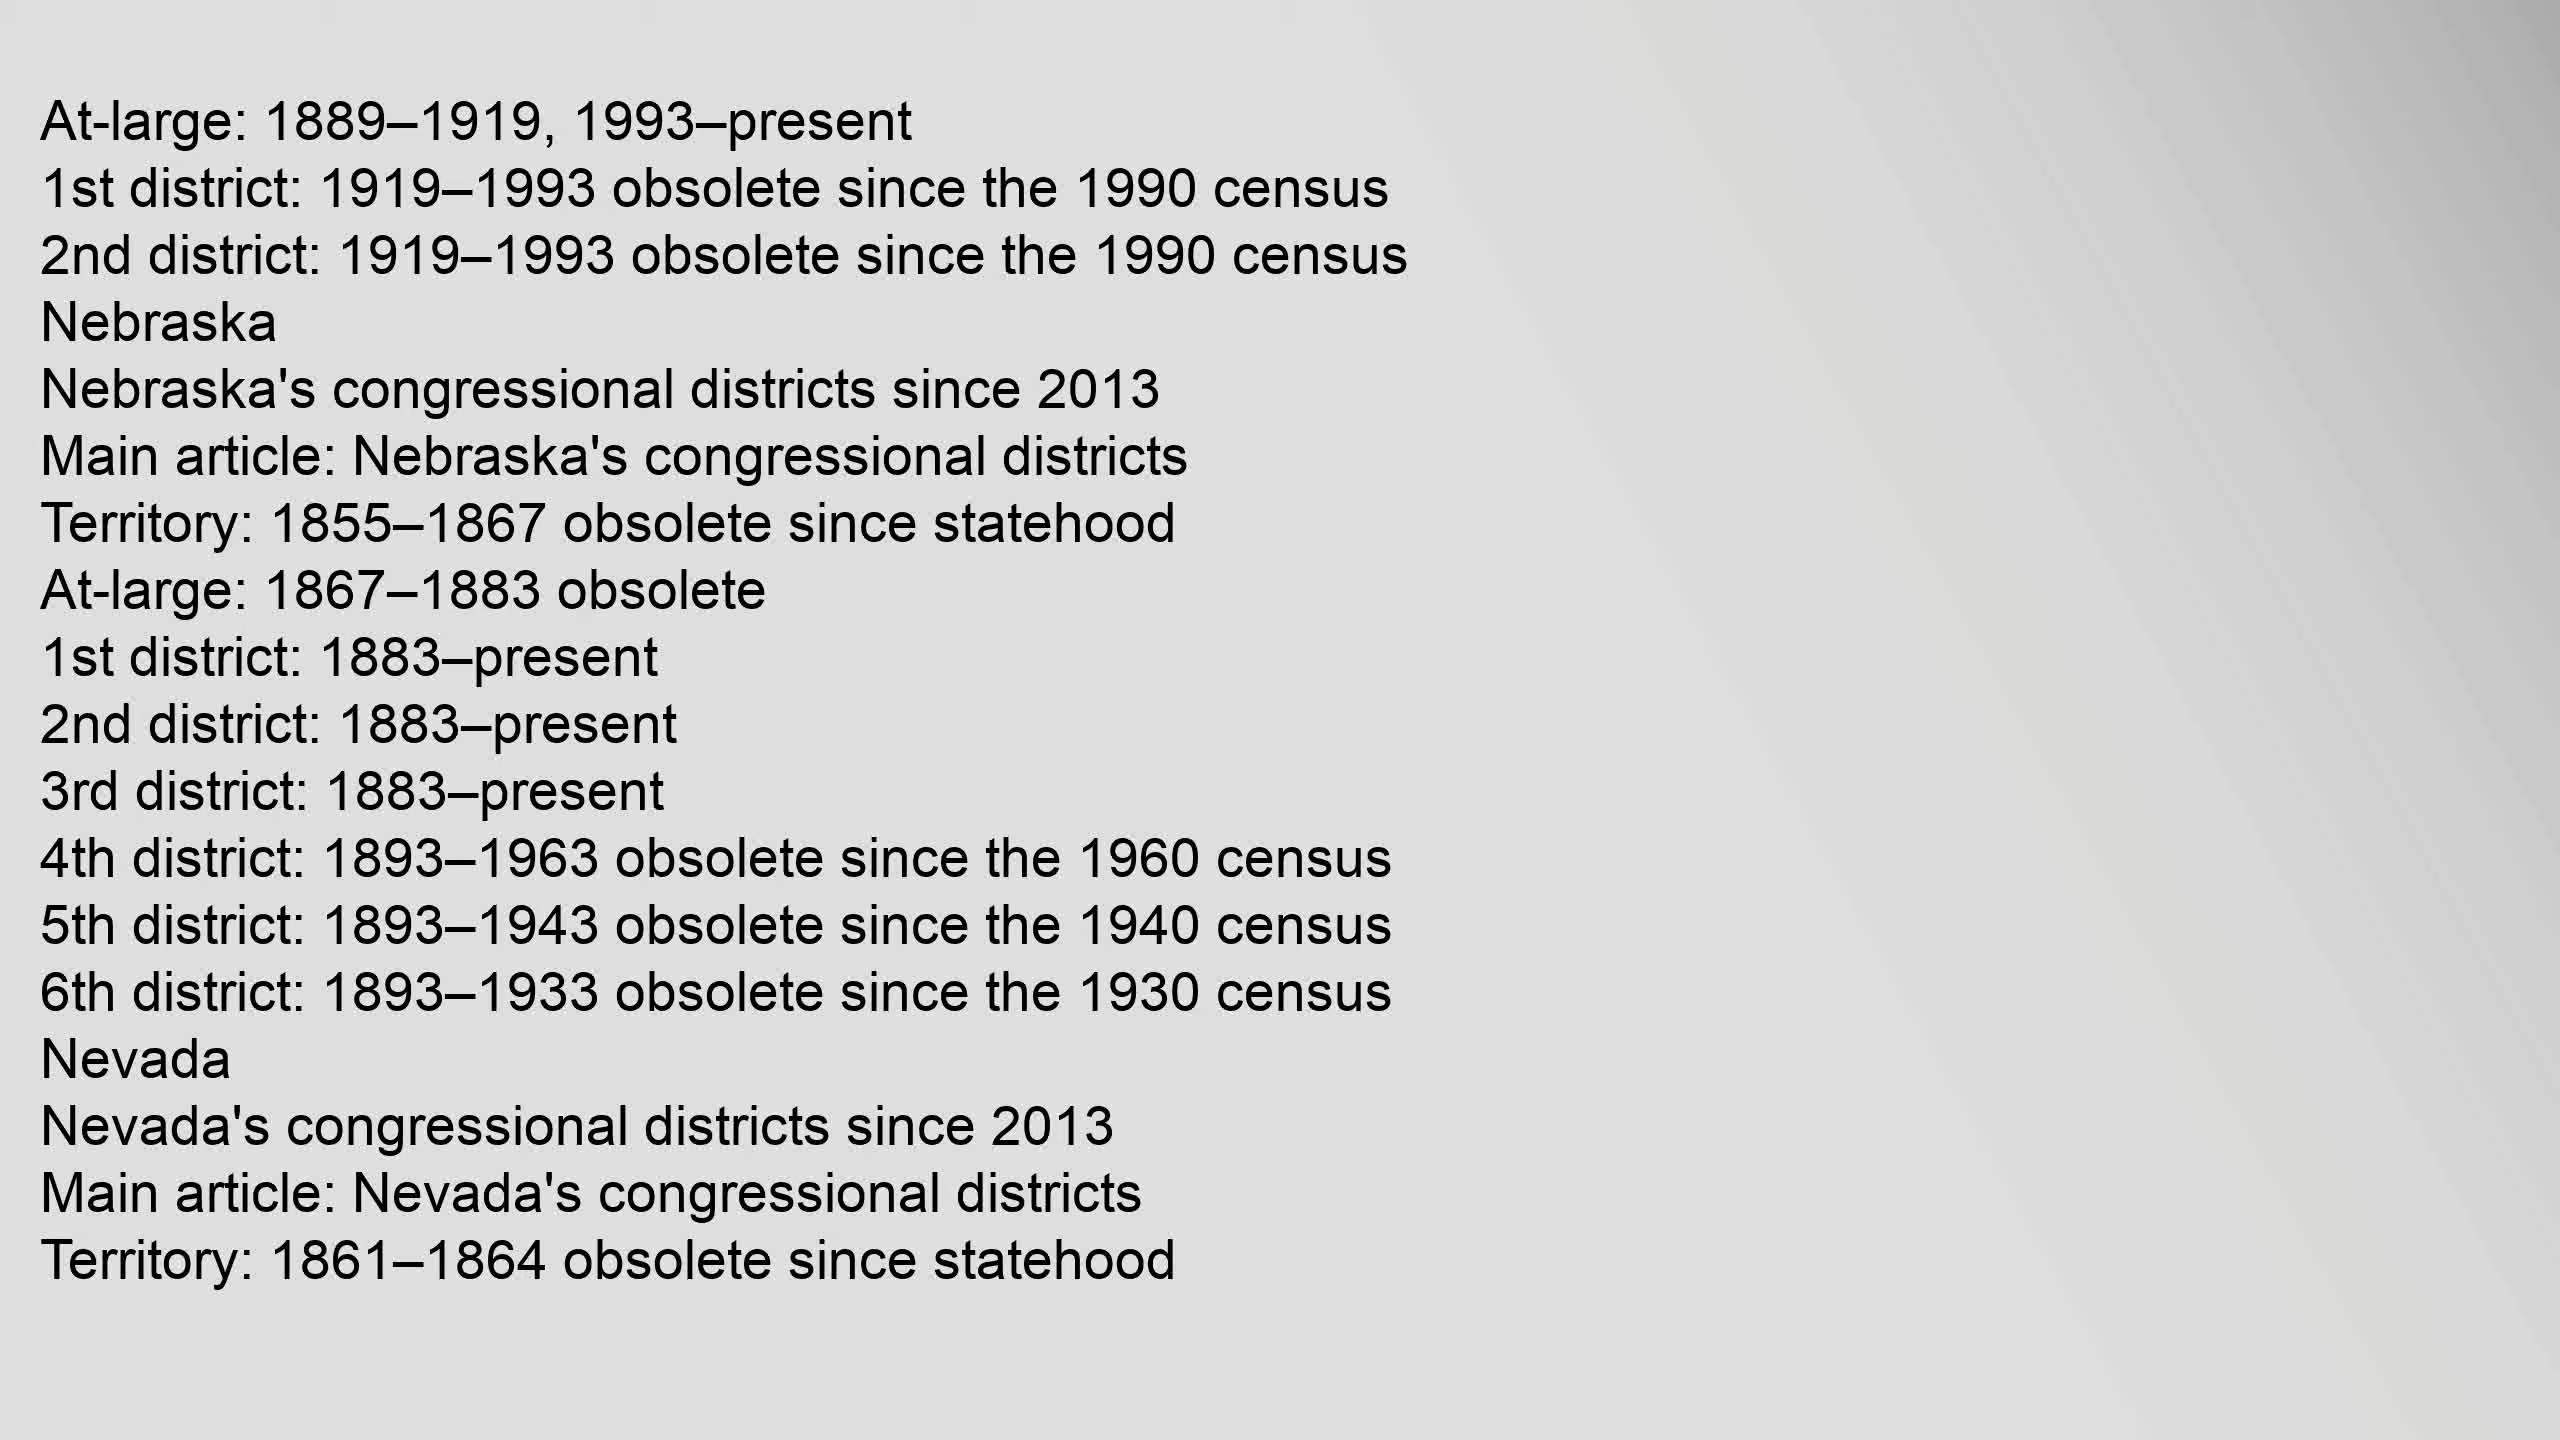 At-large: 1889–1919, 1993–present
1st district: 1919–1993 obsolete since the 1990 census
2nd district: 1919–1993 obsolete since the 1990 census
Nebraska
Nebraska's congressional districts since 2013
Main article: Nebraska's congressional districts
Territory: 1855–1867 obsolete since statehood
At-large: 1867–1883 obsolete
1st district: 1883–present
2nd district: 1883–present
3rd district: 1883–present
4th district: 1893–1963 obsolete since the 1960 census
5th district: 1893–1943 obsolete since the 1940 census
6th district: 1893–1933 obsolete since the 1930 census
Nevada
Nevada's congressional districts since 2013
Main article: Nevada's congressional districts
Territory: 1861–1864 obsolete since statehood